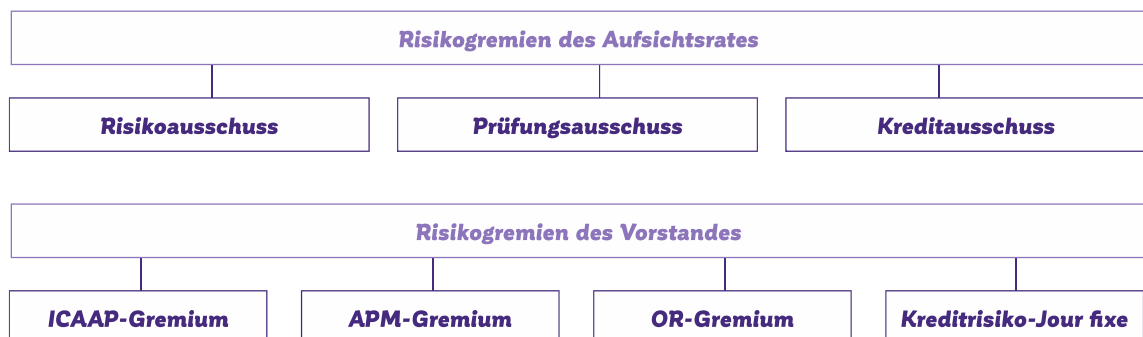 Risikogremien des Aufsichtsrates
Risikoausschuss
Prüfungsausschuss
Kreditausschuss
Risikogremien des Vorstandes
ICAAP-Gremium
APM-Gremium
OR-Gremium
Kreditrisiko-Jour fixe